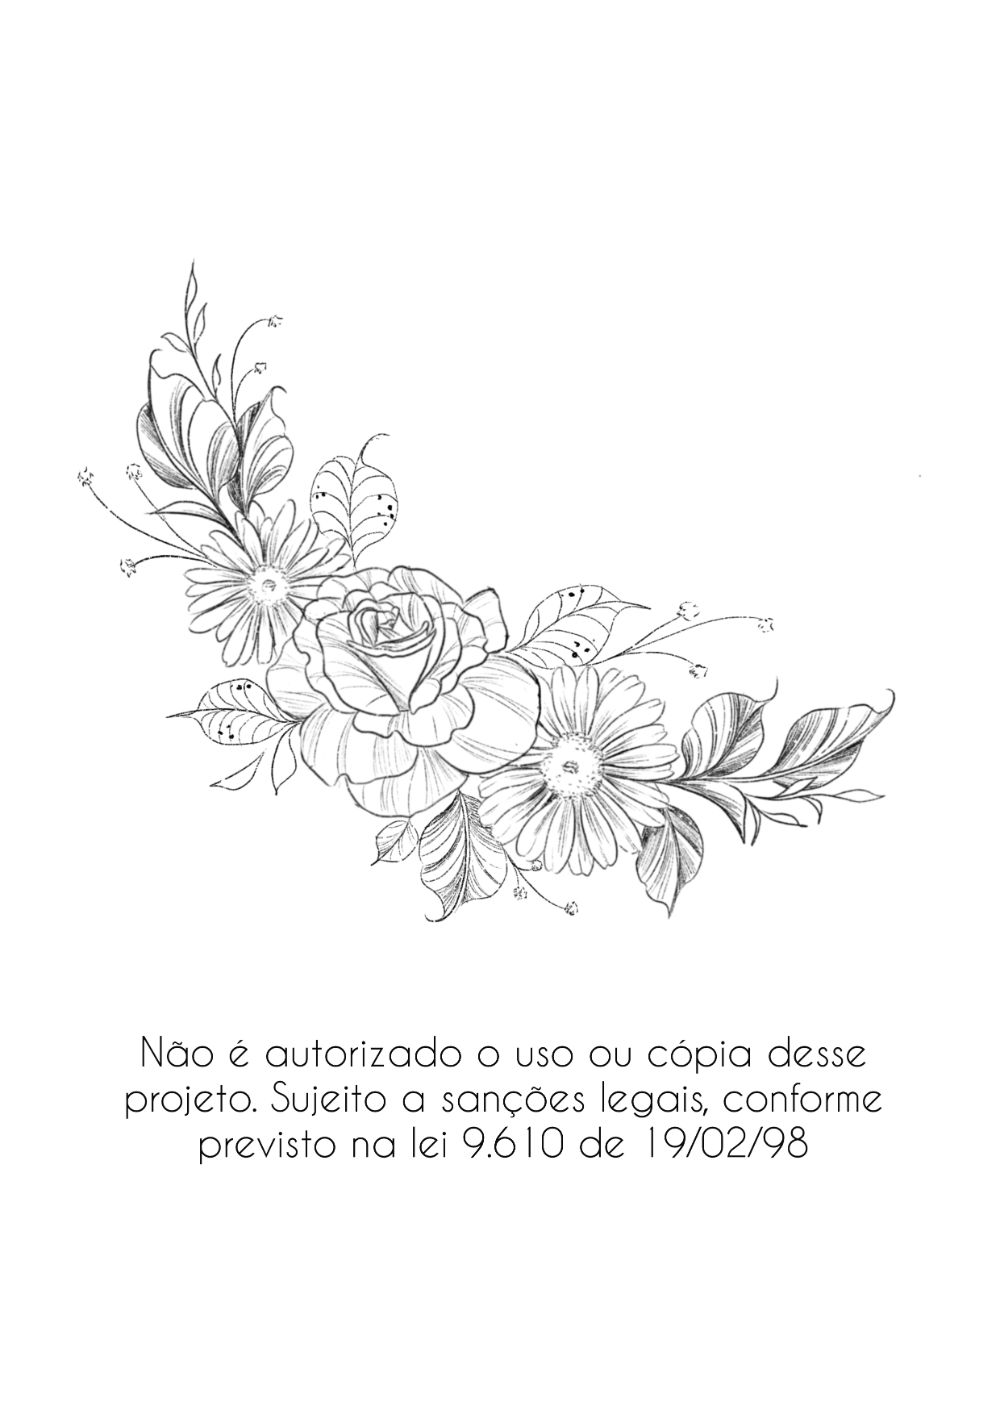 Não é autorizado o uso ou cópia desse
projeto. Sujeito a sanções legais, conforme
previsto na lei 9.610 de 19/02/98